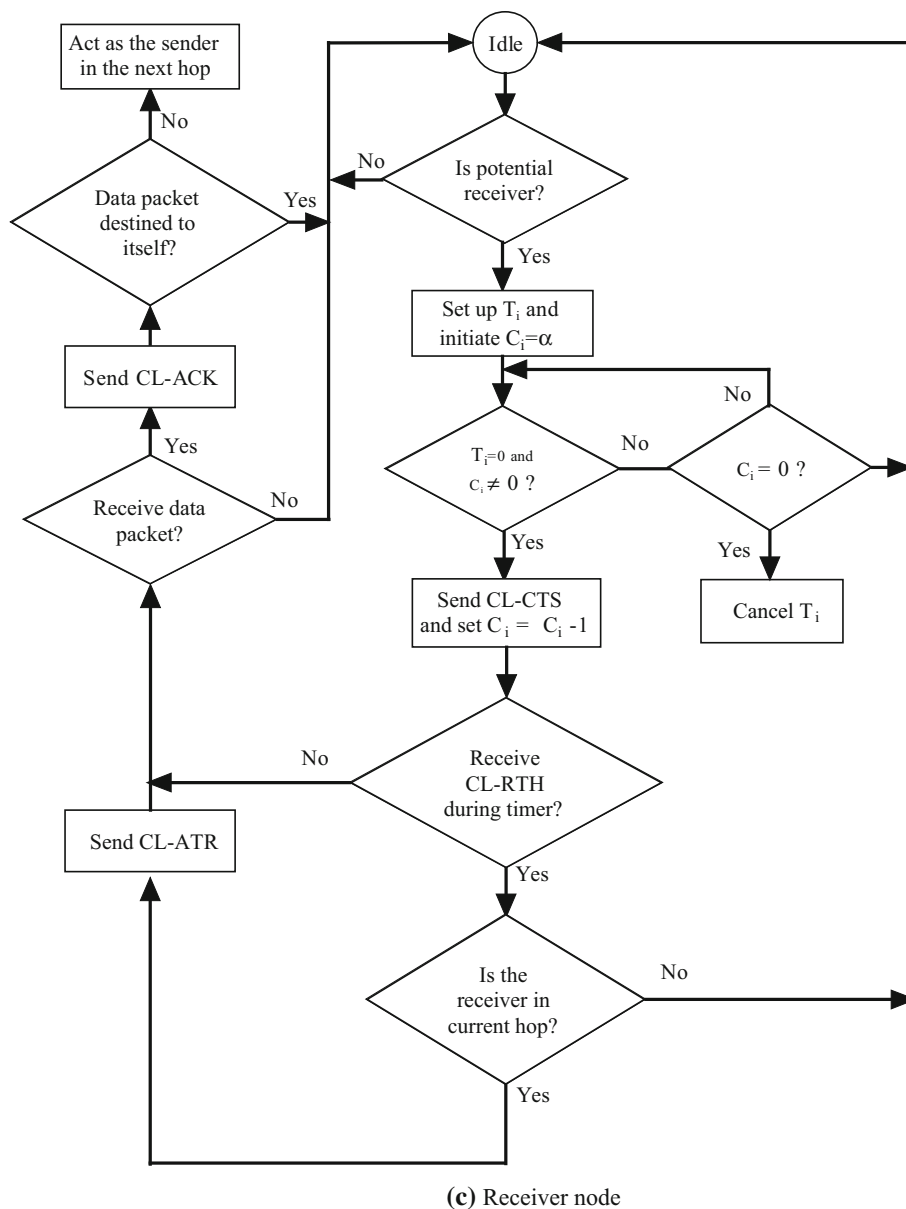 Act as the sender
in the next hop
Idle
No
Is potential
receiver?
No
Data packet
destined to
itself?
Yes
Yes
Set up Tᵢ and
initiate Cᵢ=α
Send CL-ACK
No
Yes
Tᵢ=0 and
Cᵢ ≠ 0 ?
No
Cᵢ = 0 ?
Receive data
packet?
No
Yes
Yes
Send CL-CTS
and set Cᵢ = Cᵢ -1
Cancel Tᵢ
Receive
CL-RTH
during timer?
No
Send CL-ATR
Yes
Is the
receiver in
current hop?
No
Yes
(c) Receiver node